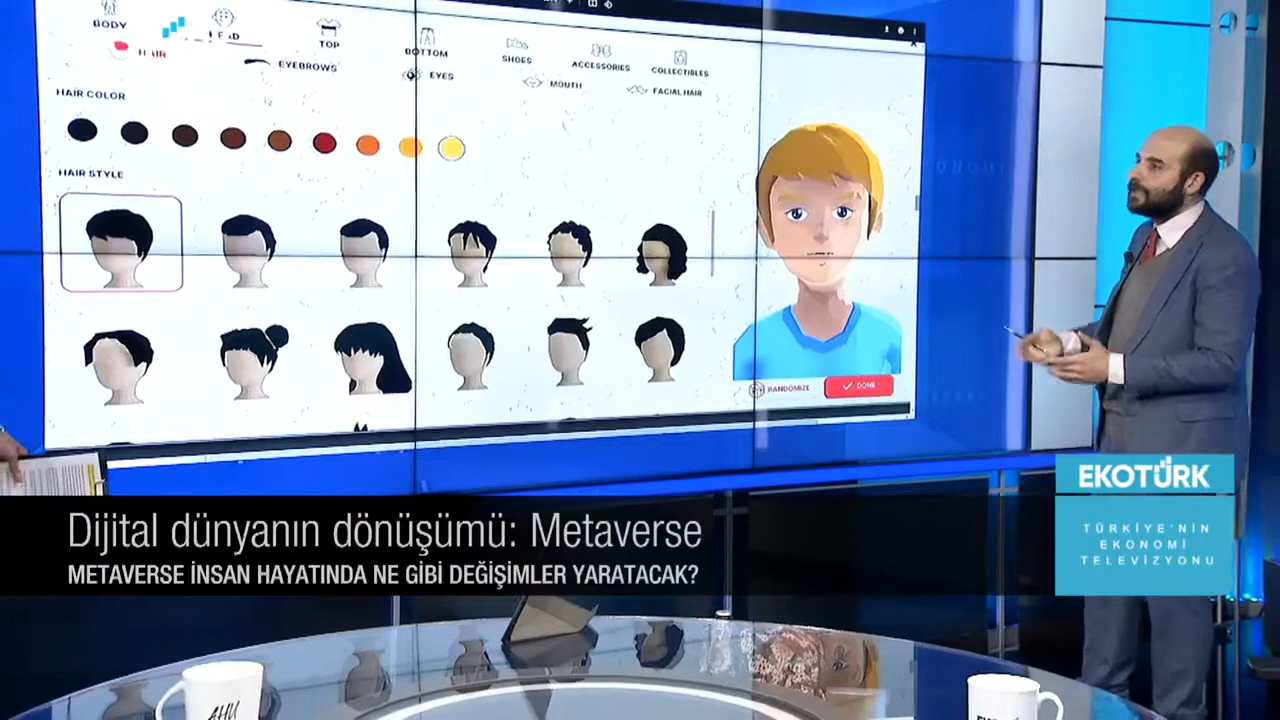 BODY
TOP
BOTTOM
SHOES
ACCESSORIES
COLLECTIBLES
HAIR
EYEBROWS
EYES
MOUTH
FACIAL HAIR
HAIR COLOR
HAIR STYLE
RANDOMIZE
DONE
EKOTÜRK
TÜRKİYE'NİN
EKONOMİ
TELEVİZYONU
Dijital dünyanın dönüşümü: Metaverse
METAVERSE İNSAN HAYATINDA NE GİBİ DEĞİŞİMLER YARATACAK?
AHU